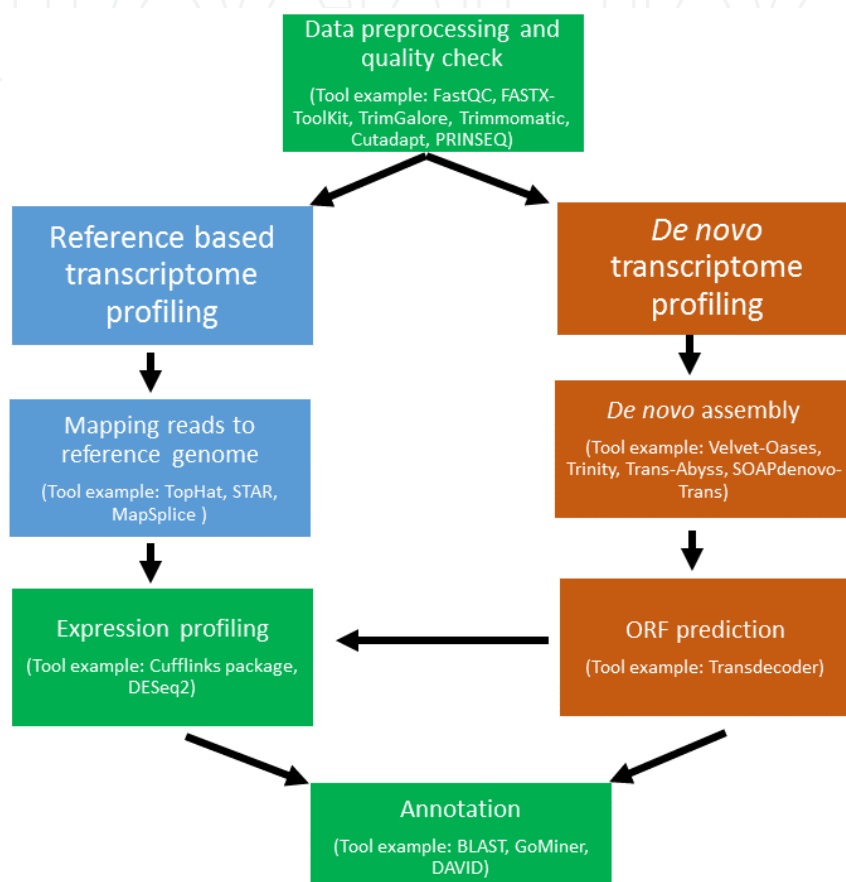 Data preprocessing and
quality check
(Tool example: FastQC, FASTX-
ToolKit, TrimGalore, Trimmomatic,
Cutadapt, PRINSEQ)
Reference based
transcriptome
profiling
De novo
transcriptome
profiling
Mapping reads to
reference genome
(Tool example: TopHat, STAR,
MapSplice )
De novo assembly
(Tool example: Velvet-Oases,
Trinity, Trans-Abyss, SOAPdenovo-
Trans)
Expression profiling
(Tool example: Cufflinks package,
DESeq2)
ORF prediction
(Tool example: Transdecoder)
Annotation
(Tool example: BLAST, GoMiner,
DAVID)